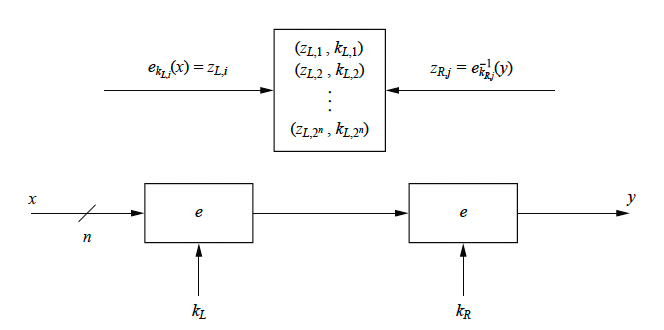 e_{k_{L,i}}(x) = z_{L,i}
(z_{L,1} , k_{L,1})
(z_{L,2} , k_{L,2})
⋮
(z_{L,2^n} , k_{L,2^n})
z_{R,j} = e^{-1}_{k_{R,j}}(y)
x
n
e
e
y
k_L
k_R